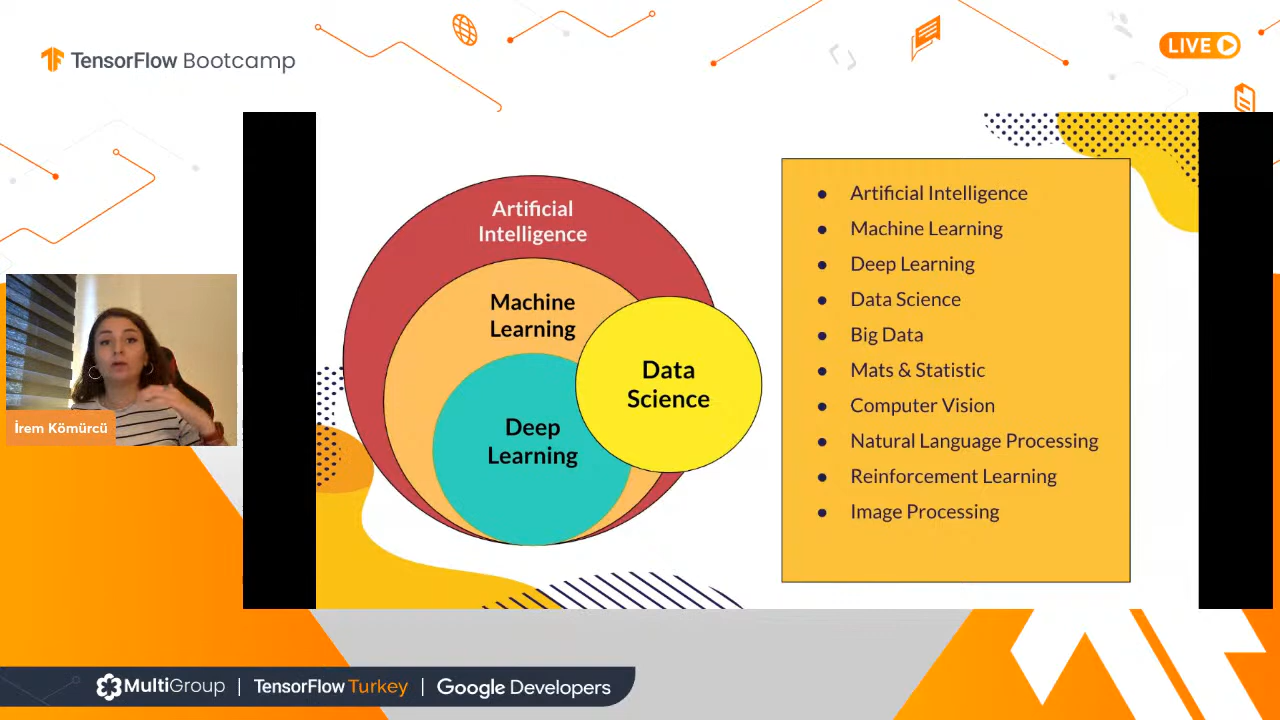 TensorFlow Bootcamp
LIVE
Artificial
Intelligence
Machine
Learning
Deep
Learning
Data
Science
Artificial Intelligence
Machine Learning
Deep Learning
Data Science
Big Data
Mats & Statistic
Computer Vision
Natural Language Processing
Reinforcement Learning
Image Processing
İrem Kömürcü
MultiGroup | TensorFlow Turkey | Google Developers